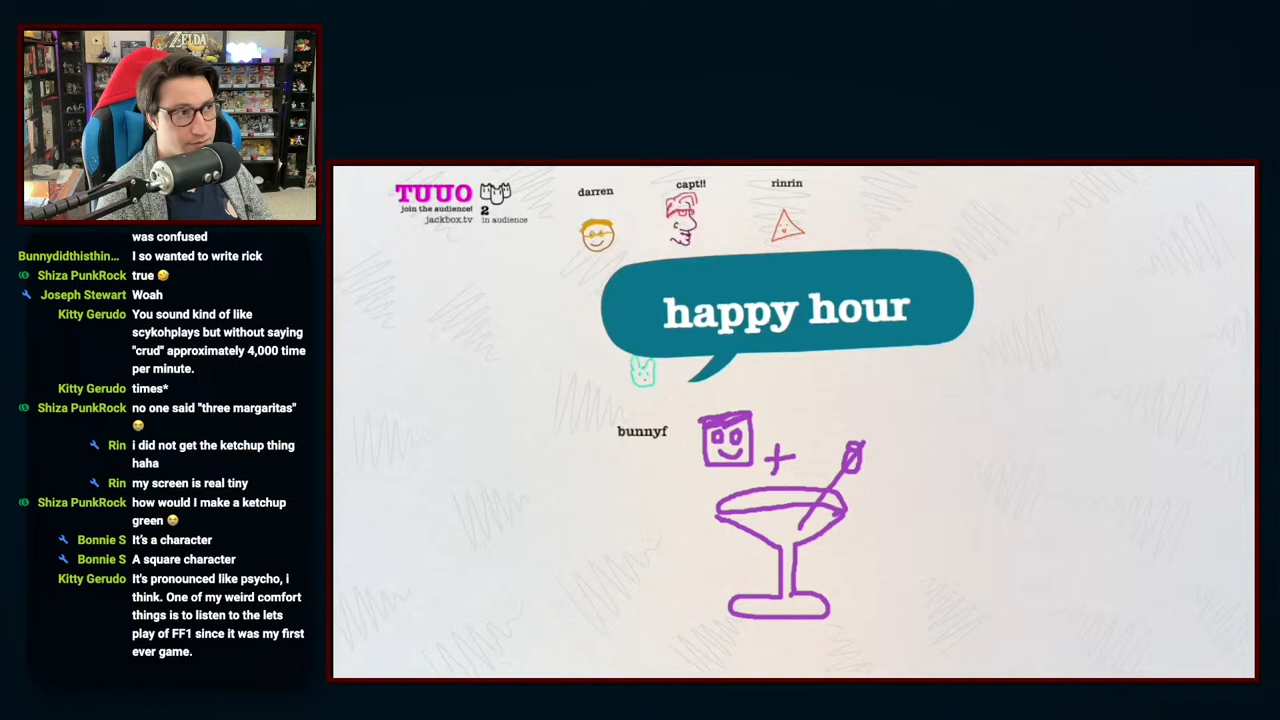 ZELDA
was confused
Bunnydidthisthin... I so wanted to write rick
Shiza PunkRock true 🤣
Joseph Stewart Woah
Kitty Gerudo You sound kind of like
scykohplays but without saying
"crud" approximately 4,000 time
per minute.
Kitty Gerudo times*
Shiza PunkRock no one said "three margaritas"
😭
Rin i did not get the ketchup thing
haha
Rin my screen is real tiny
Shiza PunkRock how would I make a ketchup
green 😭
Bonnie S It's a character
Bonnie S A square character
Kitty Gerudo It's pronounced like psycho, i
think. One of my weird comfort
things is to listen to the lets
play of FF1 since it was my first
ever game.
TUUO
join the audience!
jackbox.tv
2
in audience
darren
capt!!
rinrin
happy hour
bunnyf
+